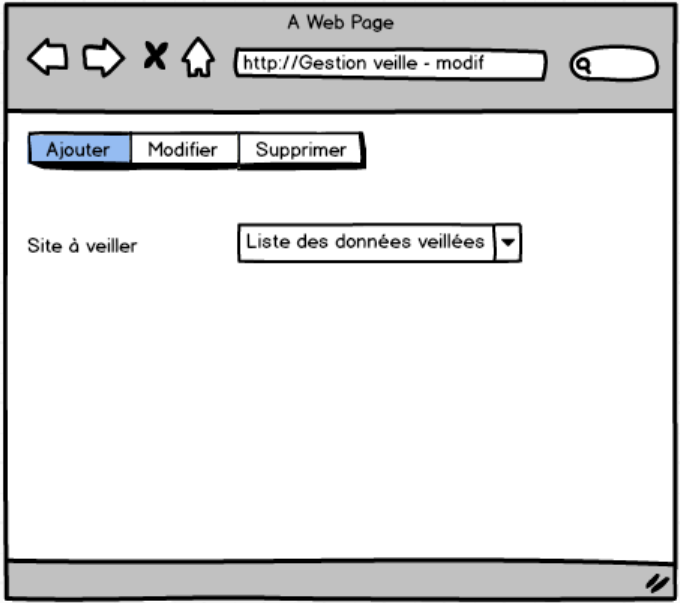 A Web Page
http://Gestion veille - modif
Ajouter Modifier Supprimer
Site à veiller Liste des données veillées